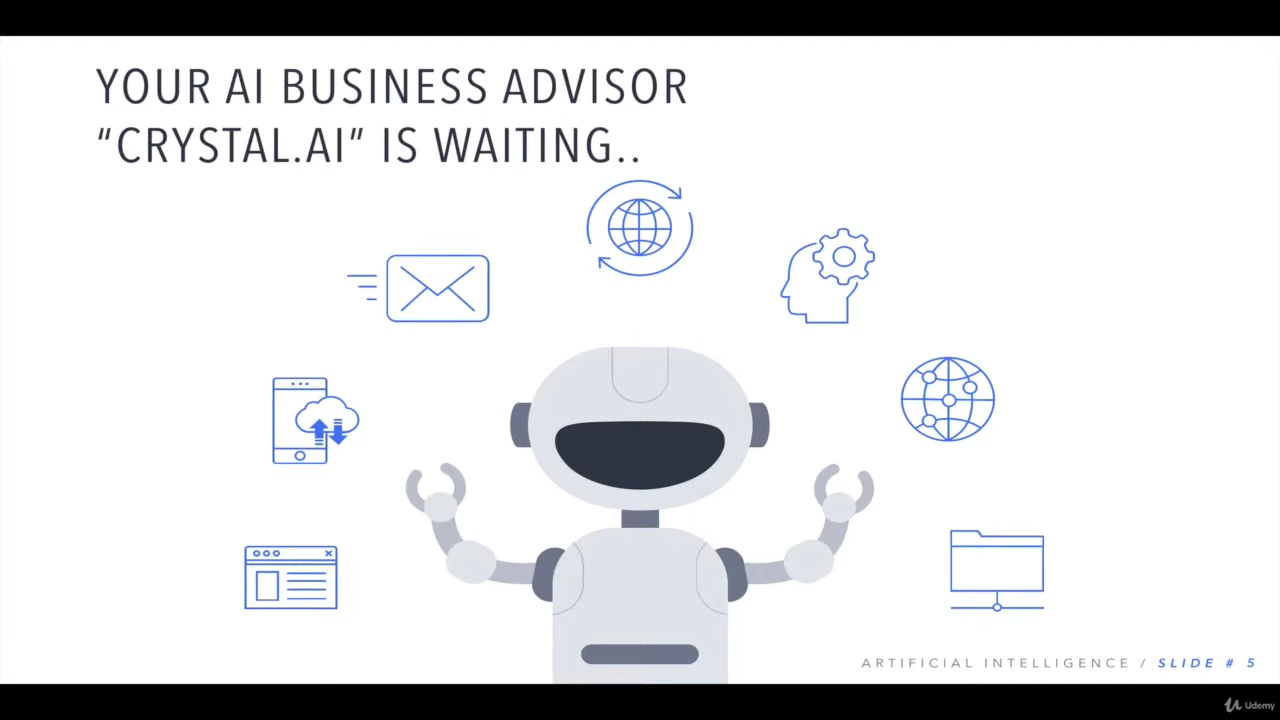 YOUR AI BUSINESS ADVISOR
“CRYSTAL.AI” IS WAITING..
ARTIFICIAL INTELLIGENCE / SLIDE # 5
Udemy